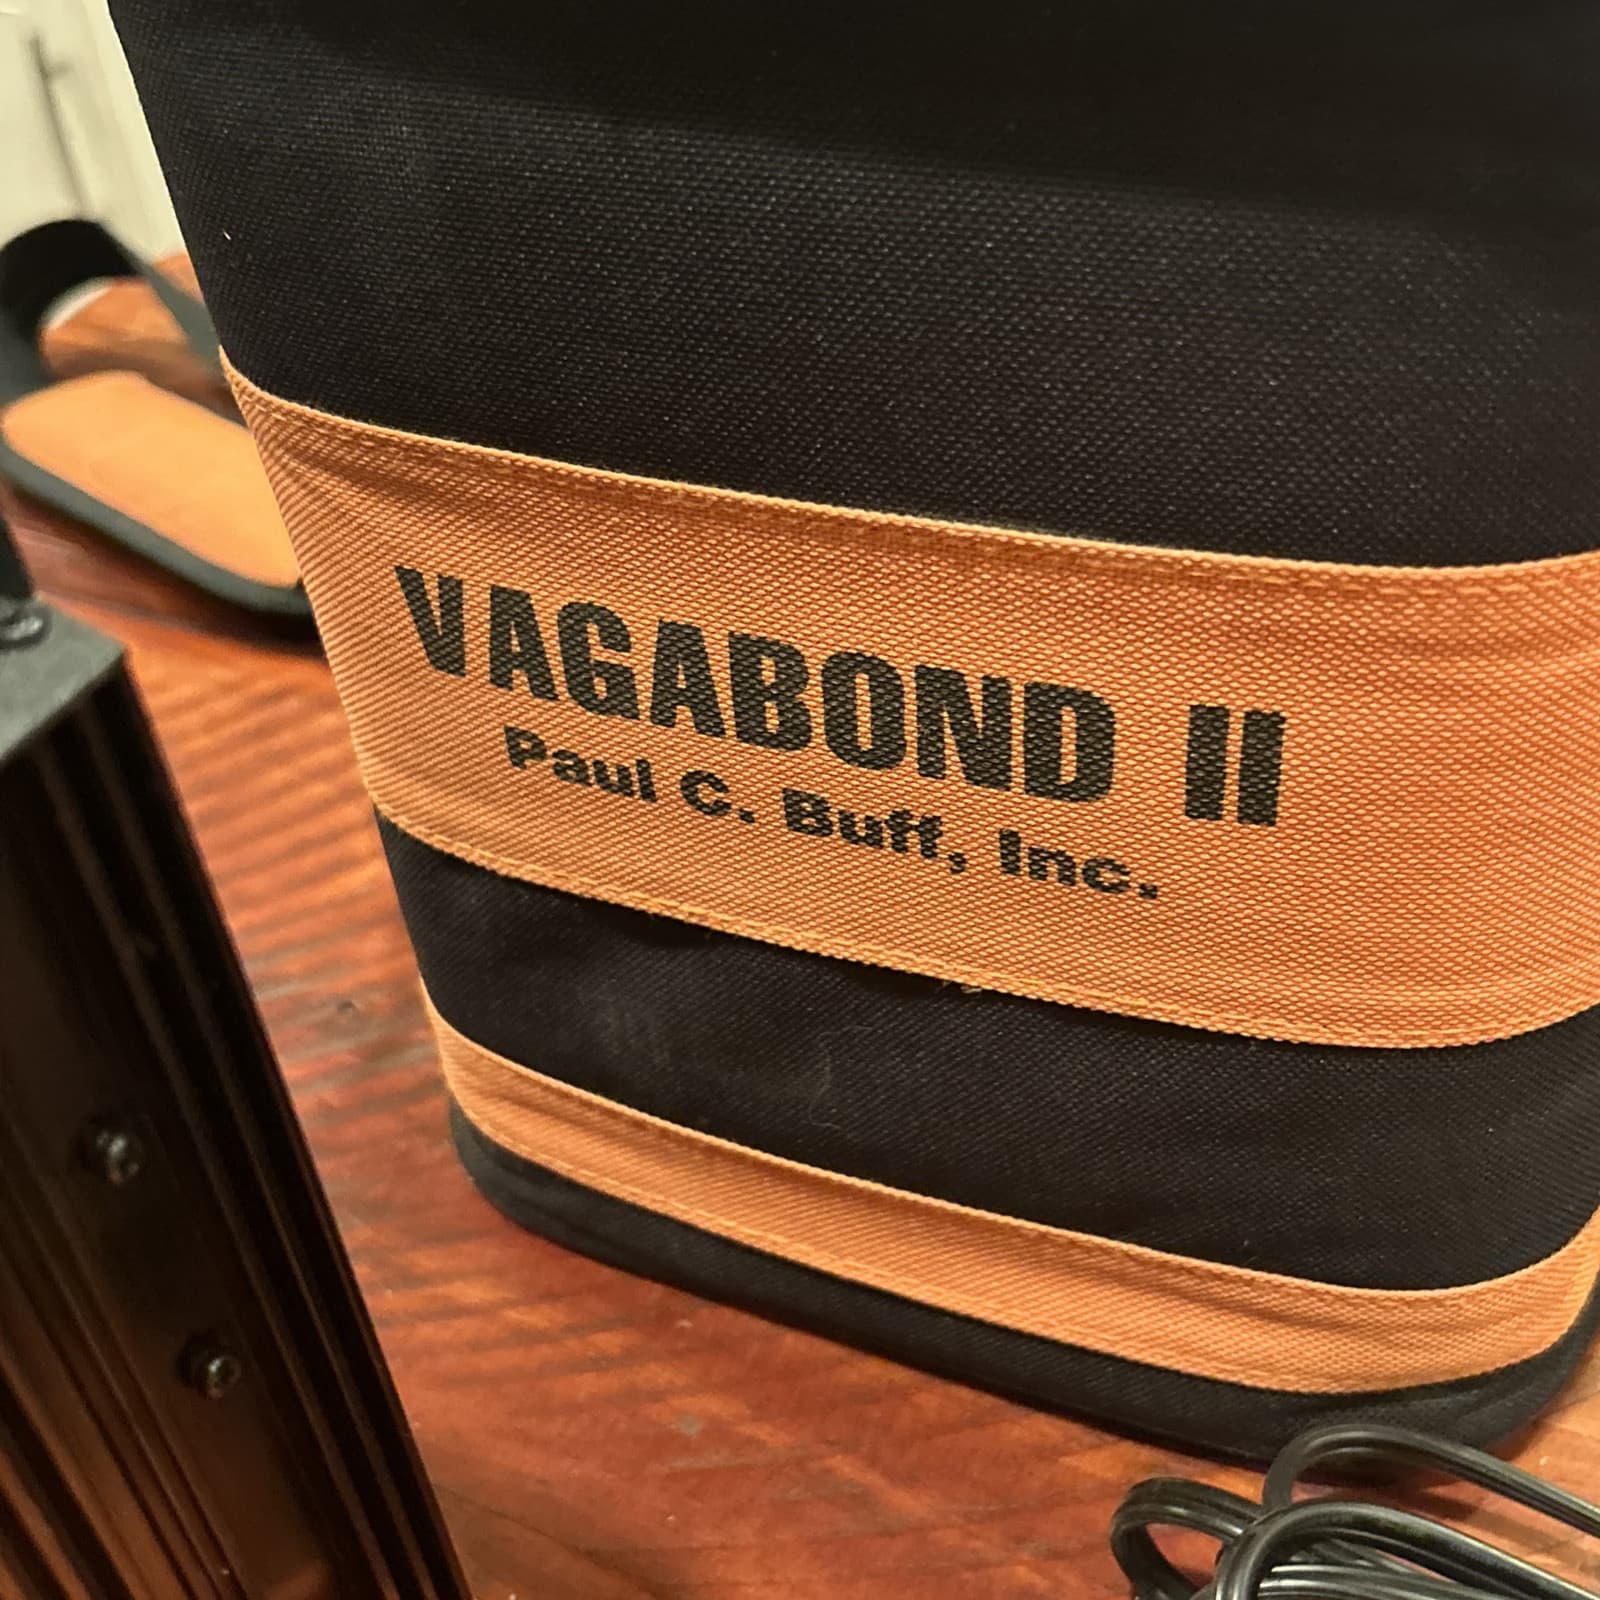 VAGABOND II
Paul C. Buff, Inc.